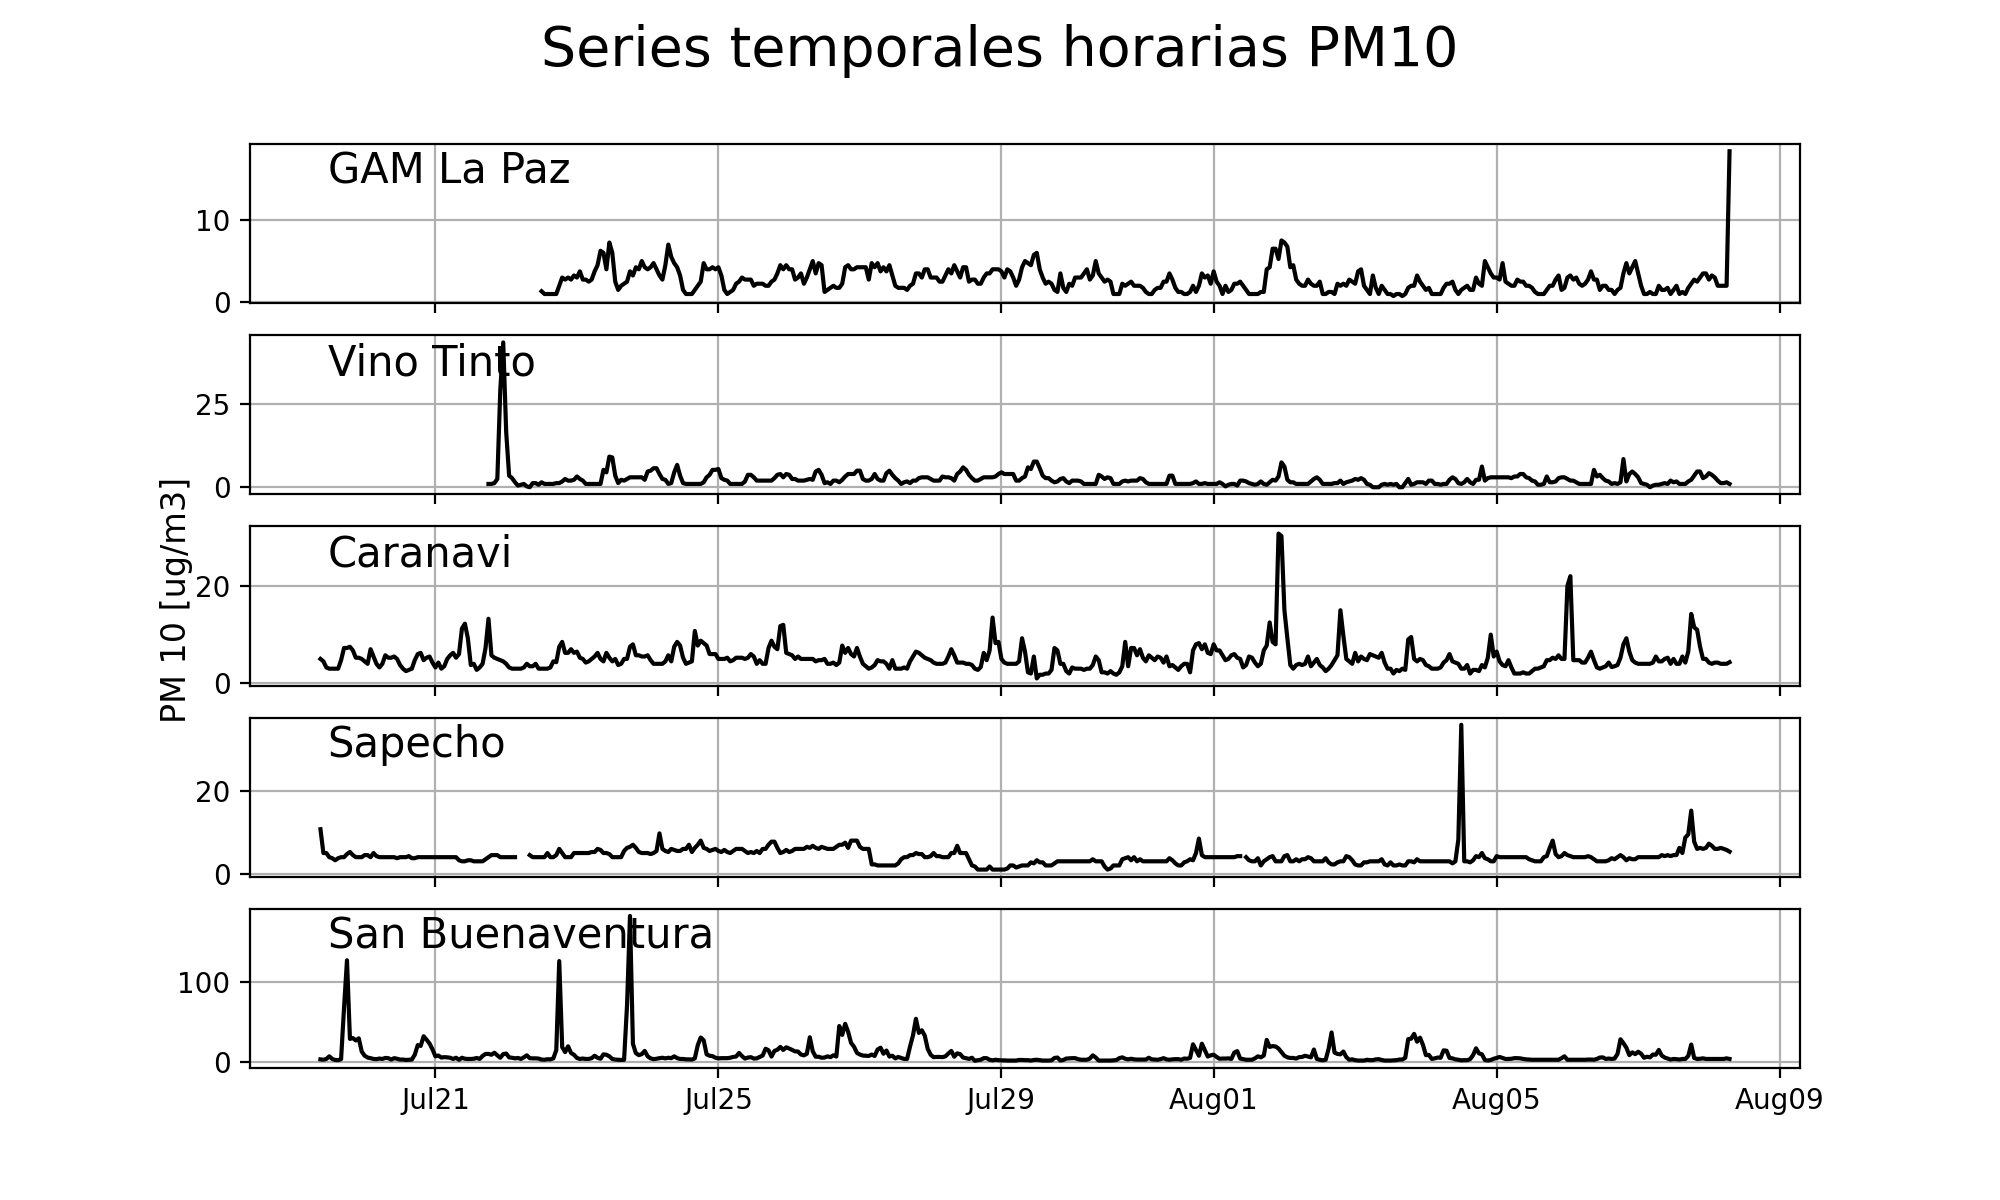 Series temporales horarias PM10
GAM La Paz
10
0
Vino Tinto
25
0
PM 10 [ug/m3]
Caranavi
20
0
Sapecho
20
0
San Buenaventura
100
0
Jul21 Jul25 Jul29 Aug01 Aug05 Aug09